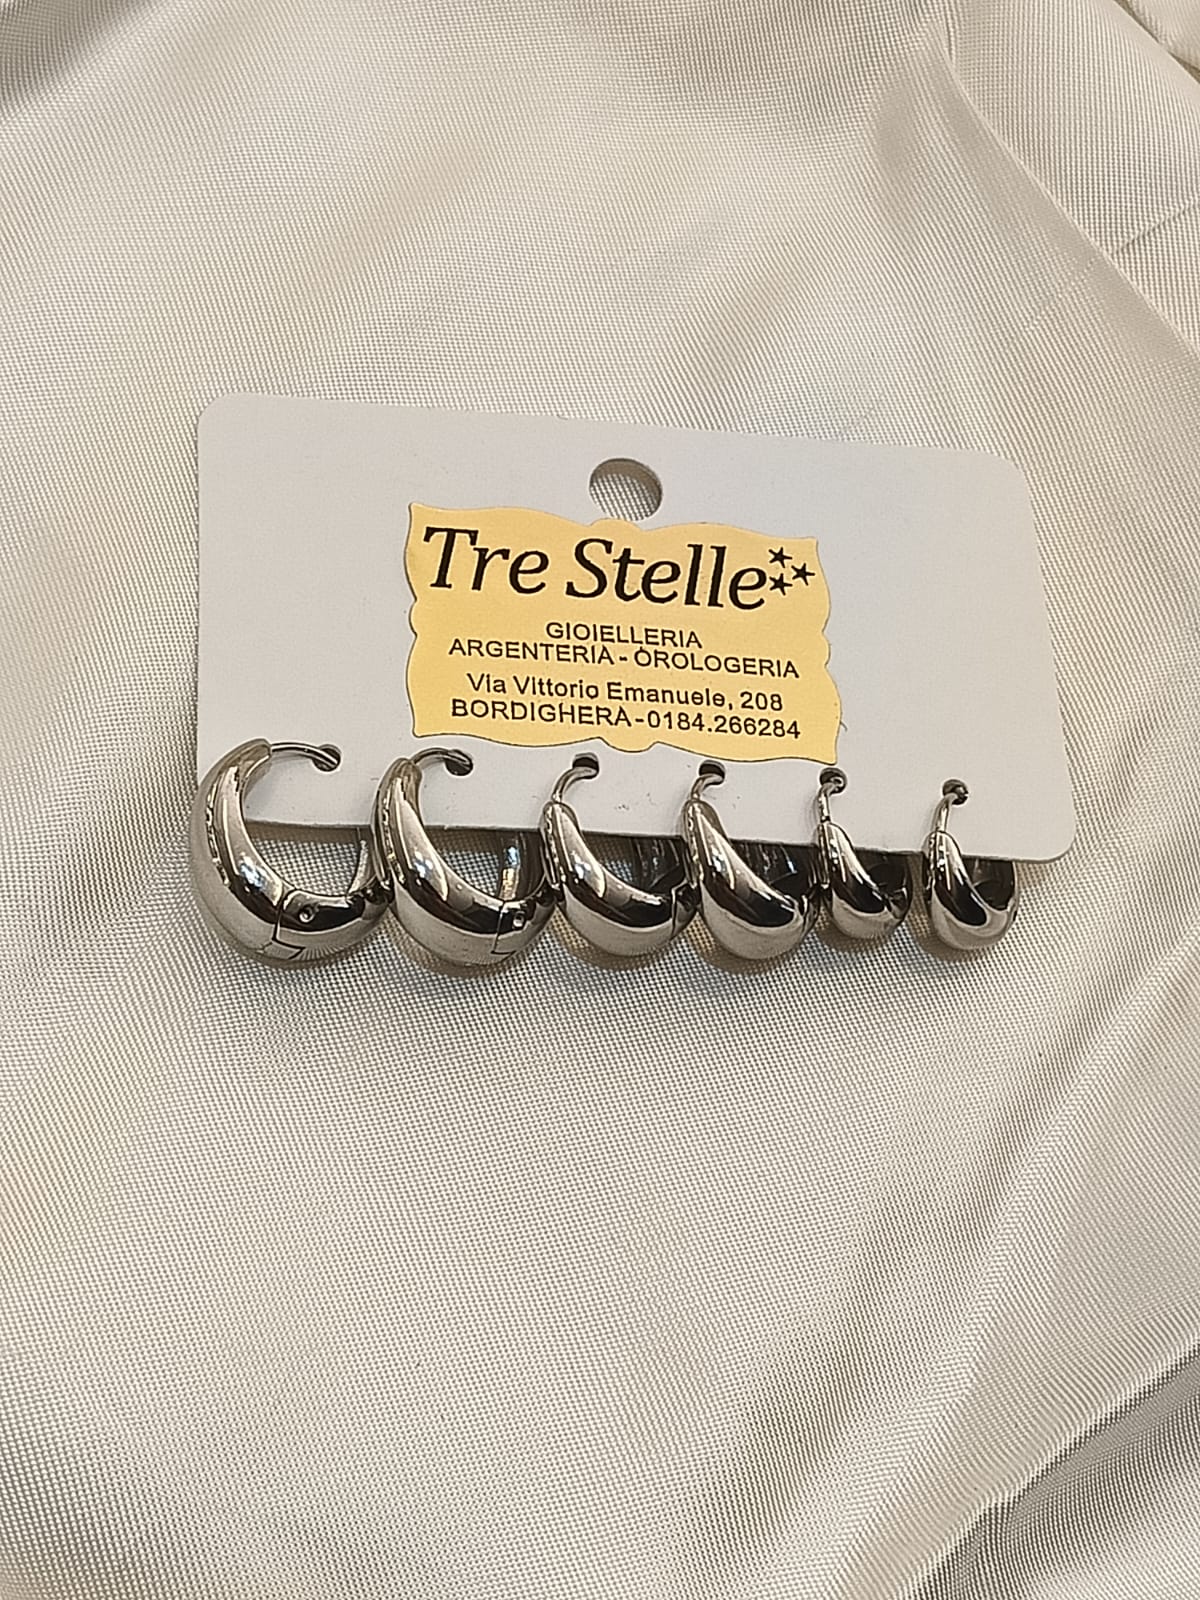 Tre Stelle
GIOIELLERIA
ARGENTERIA - OROLOGERIA
Via Vittorio Emanuele, 208
BORDIGHERA - 0184.266284